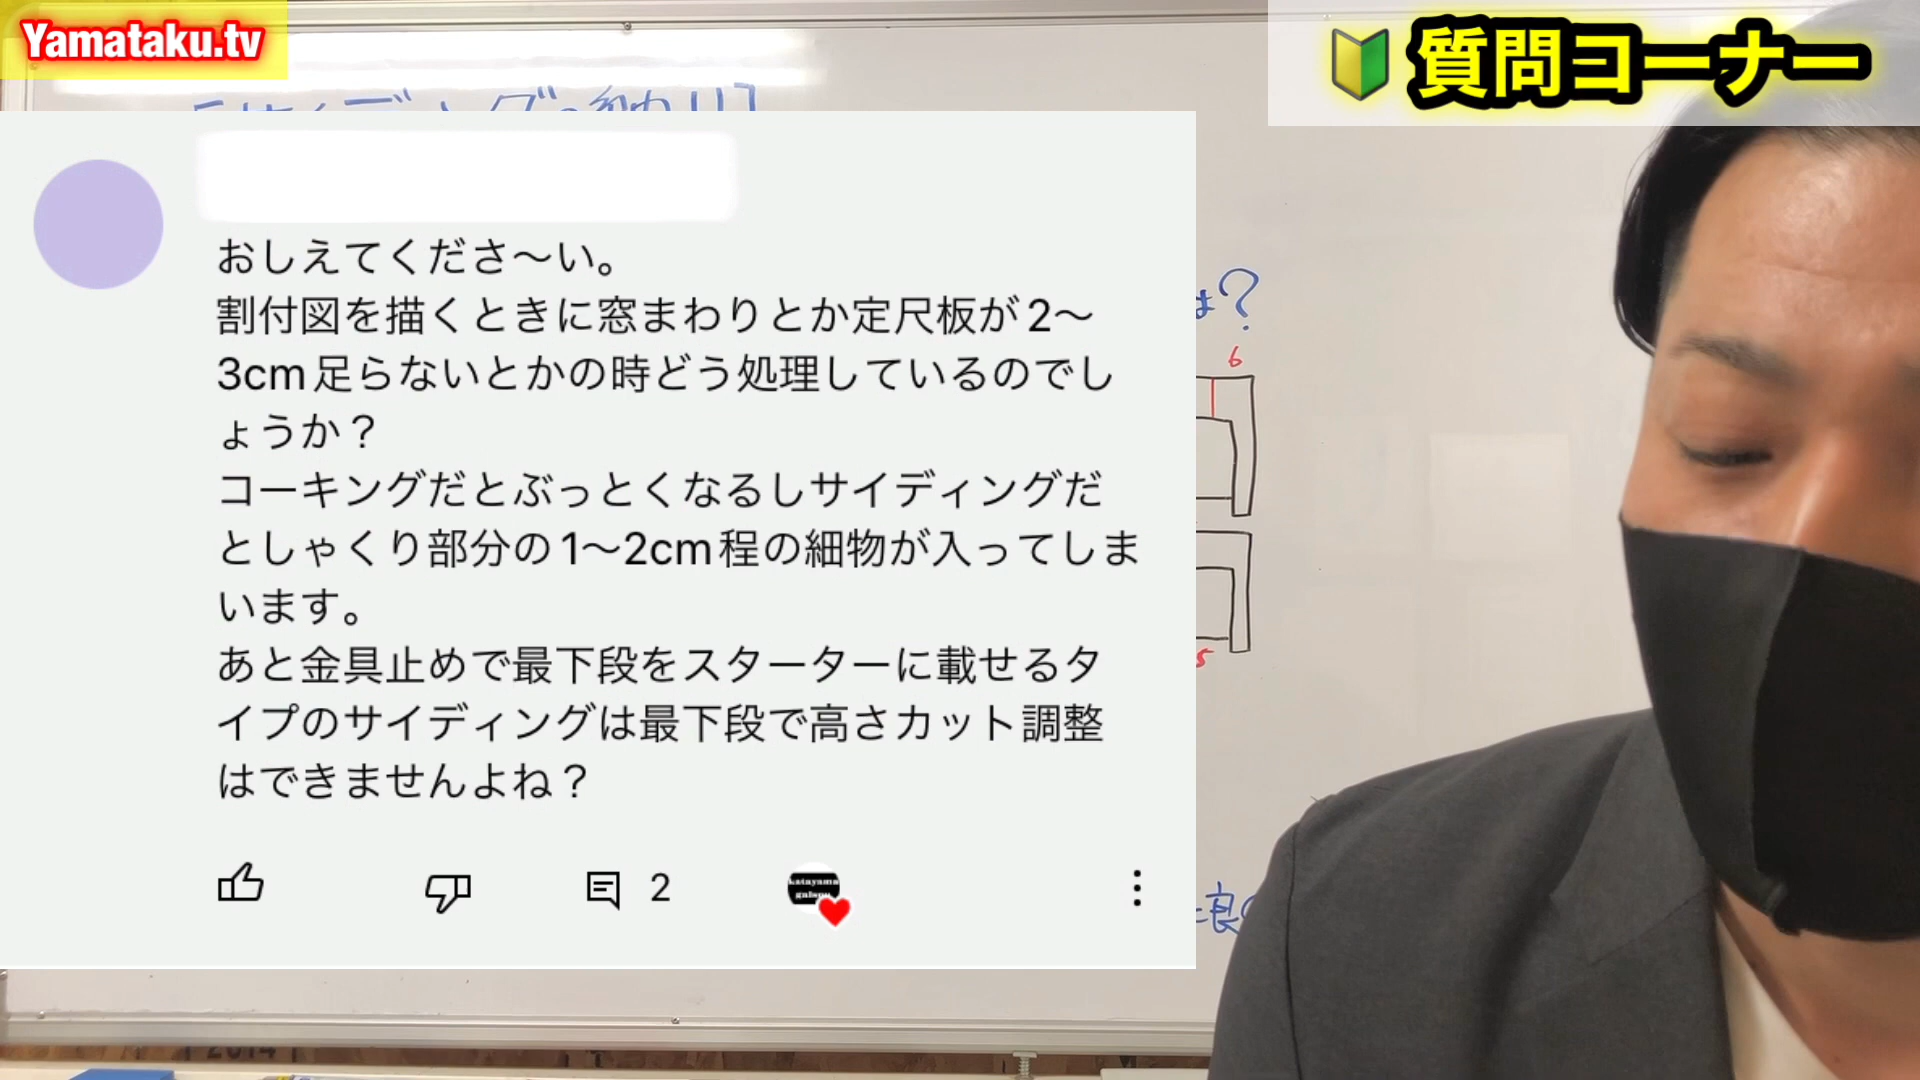 Yamataku.tv
質問コーナー
おしえてくださ〜い。
割付図を描くときに窓まわりとか定尺板が2〜
3cm足らないとかの時どう処理しているのでし
ょうか？
コーキングだとぶっとくなるしサイディングだ
としゃくり部分の1〜2cm程の細物が入ってしま
います。
あと金具止めで最下段をスターターに載せるタ
イプのサイディングは最下段で高さカット調整
はできませんよね？
2
は?
6
5
良